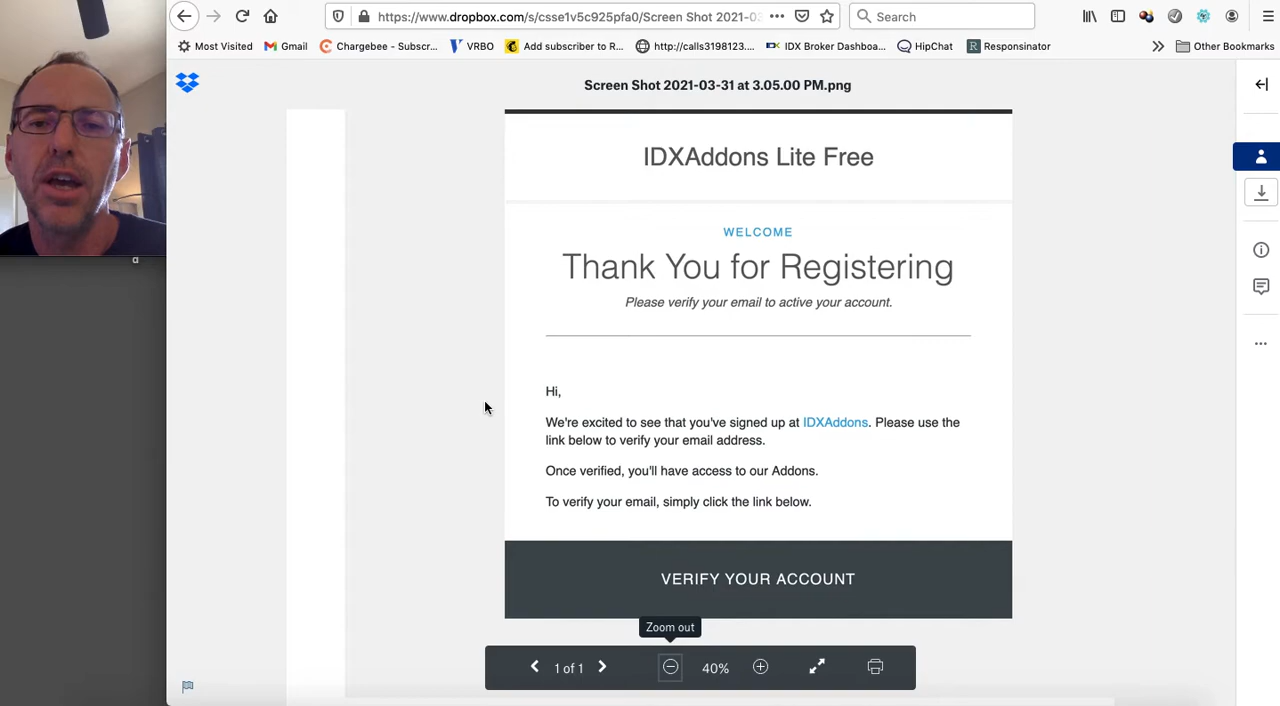 https://www.dropbox.com/s/csse1v5c925pfa0/Screen Shot 2021-03
Search
Most Visited
Gmail
Chargebee - Subscr...
VRBO
Add subscriber to R...
http://calls3198123....
IDX Broker Dashboa...
HipChat
Responsinator
Other Bookmarks
Screen Shot 2021-03-31 at 3.05.00 PM.png
IDXAddons Lite Free
WELCOME
Thank You for Registering
Please verify your email to active your account.
Hi,
We're excited to see that you've signed up at IDXAddons. Please use the
link below to verify your email address.
Once verified, you'll have access to our Addons.
To verify your email, simply click the link below.
VERIFY YOUR ACCOUNT
Zoom out
1 of 1
40%